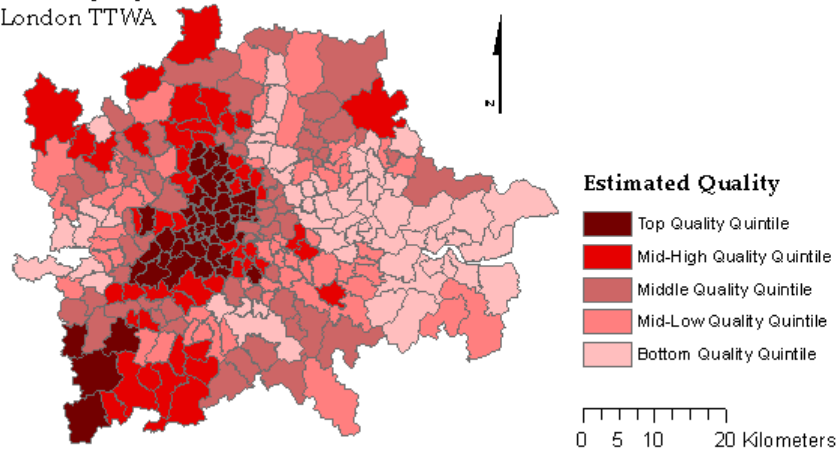 London TTWA
N
Estimated Quality
Top Quality Quintile
Mid-High Quality Quintile
Middle Quality Quintile
Mid-Low Quality Quintile
Bottom Quality Quintile
0 5 10 20 Kilometers